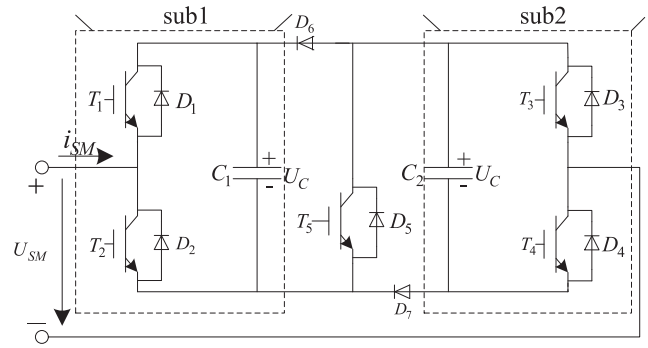 sub1
D6
sub2
T1
D1
T3
D3
iSM
+
C1
+
-
UC
C2
+
-
UC
USM
T2
D2
T5
D5
T4
D4
D7
−